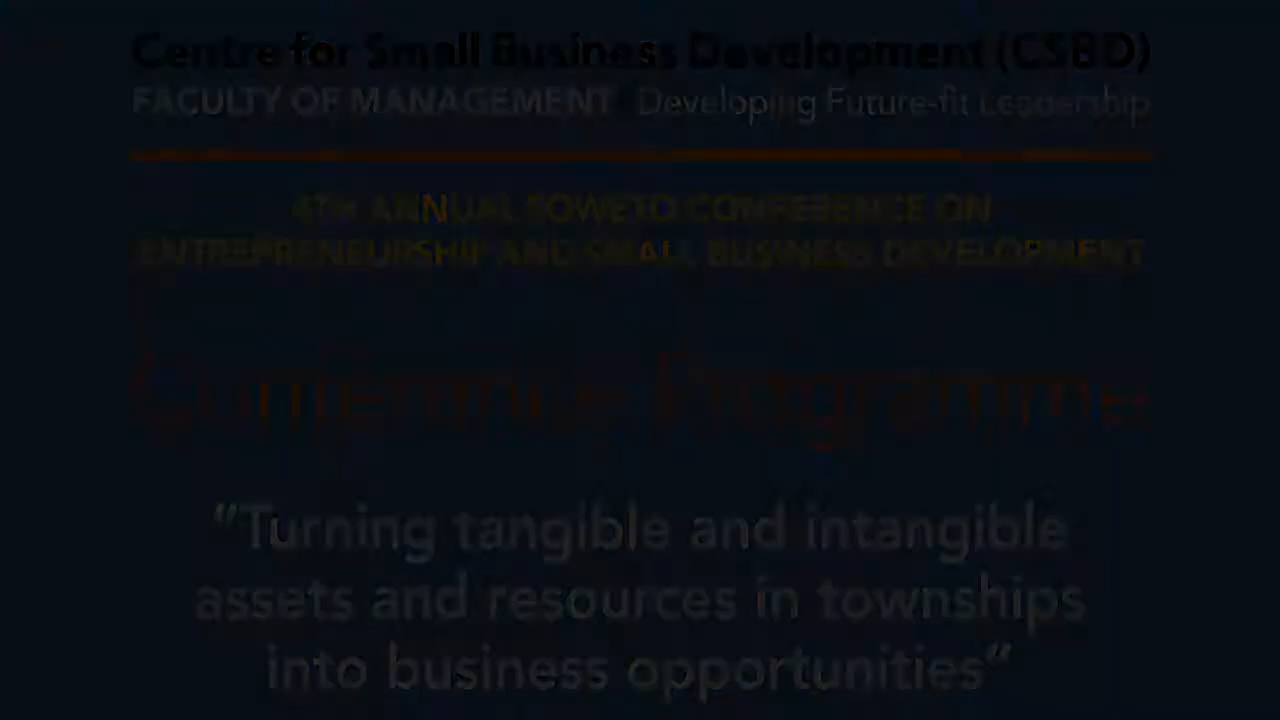 Centre for Small Business Development (CSBD)
FACULTY OF MANAGEMENT Developing Future-fit Leadership
4TH ANNUAL SOWETO CONFERENCE ON
ENTREPRENEURSHIP AND SMALL BUSINESS DEVELOPMENT
Conference Programme
“Turning tangible and intangible
assets and resources in townships
into business opportunities”